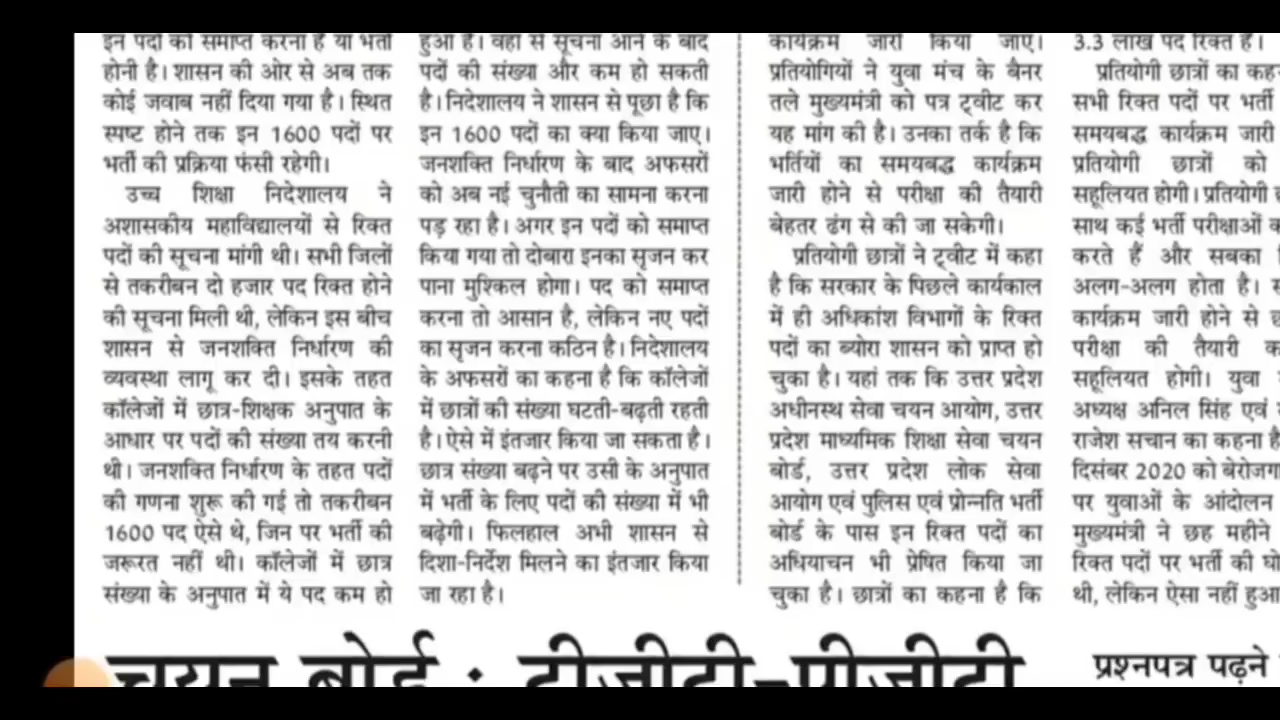 इन पदों को समाप्त करना है या भर्ती
होनी है। शासन की ओर से अब तक
कोई जवाब नहीं दिया गया है। स्थित
स्पष्ट होने तक इन 1600 पदों पर
भर्ती की प्रक्रिया फंसी रहेगी।
उच्च शिक्षा निदेशालय ने
अशासकीय महाविद्यालयों से रिक्त
पदों की सूचना मांगी थी। सभी जिलों
से तकरीबन दो हजार पद रिक्त होने
की सूचना मिली थी, लेकिन इस बीच
शासन से जनशक्ति निर्धारण की
व्यवस्था लागू कर दी। इसके तहत
कॉलेजों में छात्र-शिक्षक अनुपात के
आधार पर पदों की संख्या तय करनी
थी। जनशक्ति निर्धारण के तहत पदों
की गणना शुरू की गई तो तकरीबन
1600 पद ऐसे थे, जिन पर भर्ती की
जरूरत नहीं थी। कॉलेजों में छात्र
संख्या के अनुपात में ये पद कम हो
हुआ है। वहां से सूचना आने के बाद
पदों की संख्या और कम हो सकती
है। निदेशालय ने शासन से पूछा है कि
इन 1600 पदों का क्या किया जाए।
जनशक्ति निर्धारण के बाद अफसरों
को अब नई चुनौती का सामना करना
पड़ रहा है। अगर इन पदों को समाप्त
किया गया तो दोबारा इनका सृजन कर
पाना मुश्किल होगा। पद को समाप्त
करना तो आसान है, लेकिन नए पदों
का सृजन करना कठिन है। निदेशालय
के अफसरों का कहना है कि कॉलेजों
में छात्रों की संख्या घटती-बढ़ती रहती
है। ऐसे में इंतजार किया जा सकता है।
छात्र संख्या बढ़ने पर उसी के अनुपात
में भर्ती के लिए पदों की संख्या में भी
बढ़ेगी। फिलहाल अभी शासन से
दिशा-निर्देश मिलने का इंतजार किया
जा रहा है।
कार्यक्रम जारी किया जाए।
प्रतियोगियों ने युवा मंच के बैनर
तले मुख्यमंत्री को पत्र ट्वीट कर
यह मांग की है। उनका तर्क है कि
भर्तियों का समयबद्ध कार्यक्रम
जारी होने से परीक्षा की तैयारी
बेहतर ढंग से की जा सकेगी।
प्रतियोगी छात्रों ने ट्वीट में कहा
है कि सरकार के पिछले कार्यकाल
में ही अधिकांश विभागों के रिक्त
पदों का ब्योरा शासन को प्राप्त हो
चुका है। यहां तक कि उत्तर प्रदेश
अधीनस्थ सेवा चयन आयोग, उत्तर
प्रदेश माध्यमिक शिक्षा सेवा चयन
बोर्ड, उत्तर प्रदेश लोक सेवा
आयोग एवं पुलिस एवं प्रोन्नति भर्ती
बोर्ड के पास इन रिक्त पदों का
अधियाचन भी प्रेषित किया जा
चुका है। छात्रों का कहना है कि
3.3 लाख पद रिक्त हैं।
प्रतियोगी छात्रों का
सभी रिक्त पदों पर भर्ती
समयबद्ध कार्यक्रम जारी
प्रतियोगी छात्रों को
सहूलियत होगी। प्रतियोगी
साथ कई भर्ती परीक्षाओं
करते हैं और सबका
अलग-अलग होता है।
कार्यक्रम जारी होने से
परीक्षा की तैयारी
सहूलियत होगी। युवा
अध्यक्ष अनिल सिंह एवं
राजेश सचान का कहना
दिसंबर 2020 को
पर युवाओं के आंदोलन
मुख्यमंत्री ने छह महीने
रिक्त पदों पर भर्ती की
थी, लेकिन ऐसा नहीं हुआ
चयन बोर्ड : टीजीटी-पीजीटी
प्रश्नपत्र पढ़ने